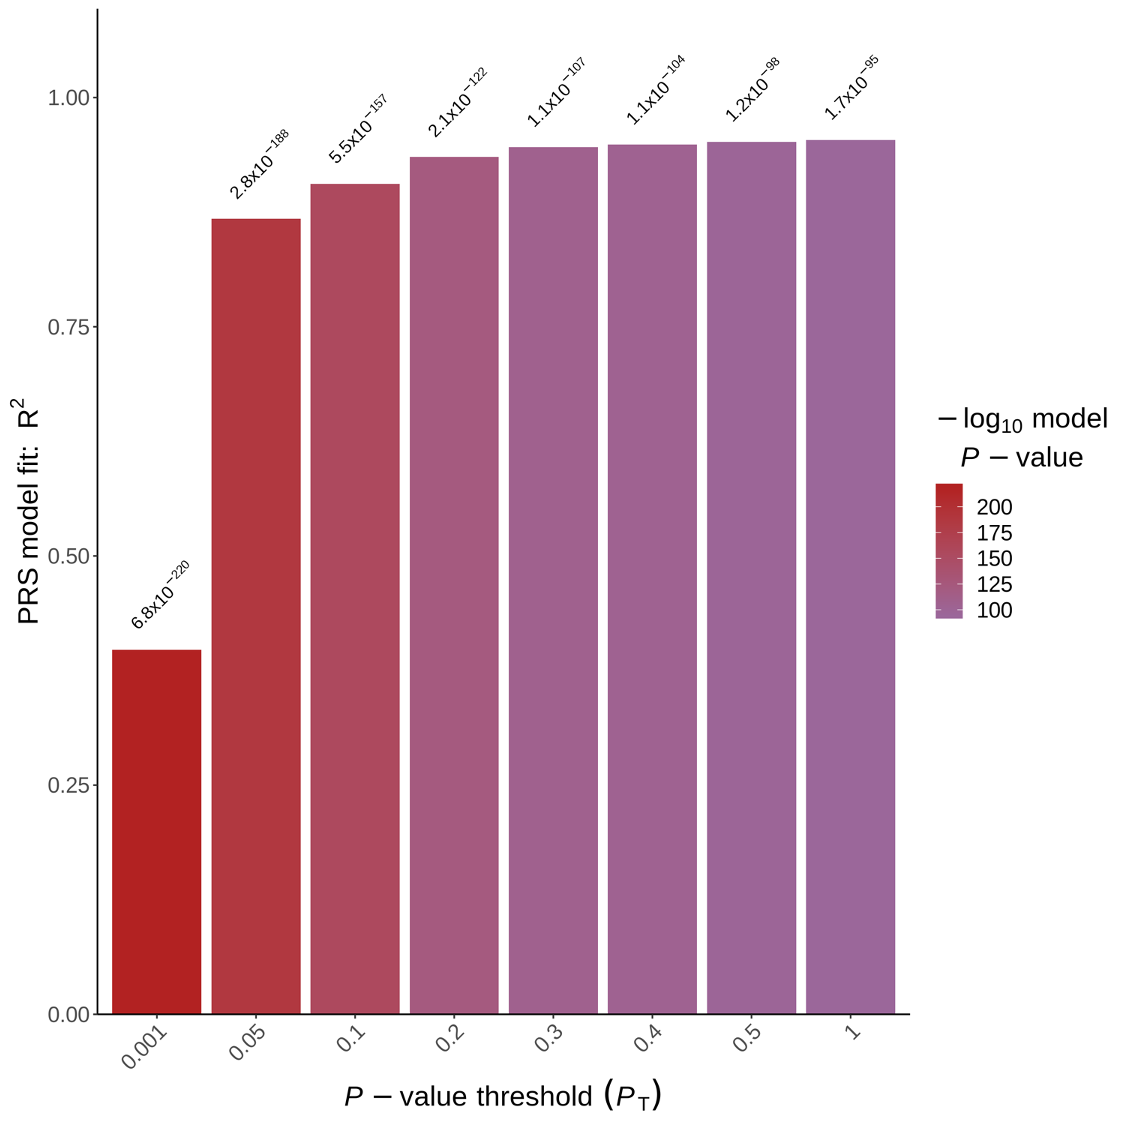 6.8x10⁻²²⁰
2.8x10⁻¹⁸⁸
5.5x10⁻¹⁵⁷
2.1x10⁻¹²²
1.1x10⁻¹⁰⁷
1.1x10⁻¹⁰⁴
1.2x10⁻⁹⁸
1.7x10⁻⁹⁵
1.00
0.75
0.50
0.25
0.00
PRS model fit: R²
0.001
0.05
0.1
0.2
0.3
0.4
0.5
1
P − value threshold (P_T)
− log₁₀ model
P − value
200
175
150
125
100